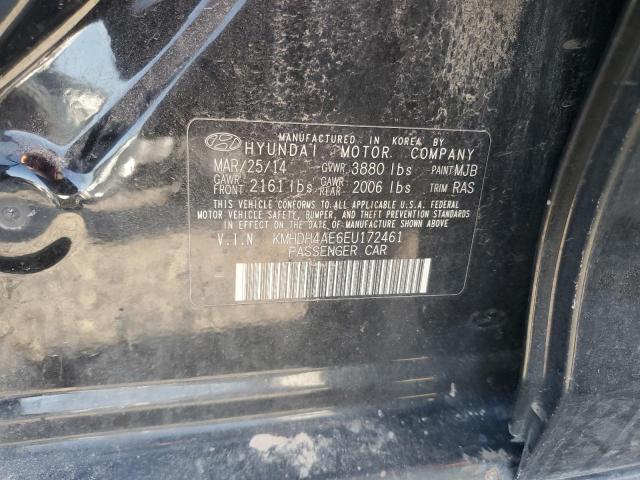 MANUFACTURED IN KOREA BY
HYUNDAI MOTOR COMPANY
MAR/25/14 GVWR 3880 lbs PAINT MJB
GAWR FRONT 2161 lbs GAWR REAR 2006 lbs TRIM RAS
THIS VEHICLE CONFORMS TO ALL APPLICABLE U.S.A. FEDERAL
MOTOR VEHICLE SAFETY, BUMPER, AND THEFT PREVENTION STANDARDS
IN EFFECT ON THE DATE OF MANUFACTURE SHOWN ABOVE
V.I.N KMHDH4AE6EU172461
PASSENGER CAR